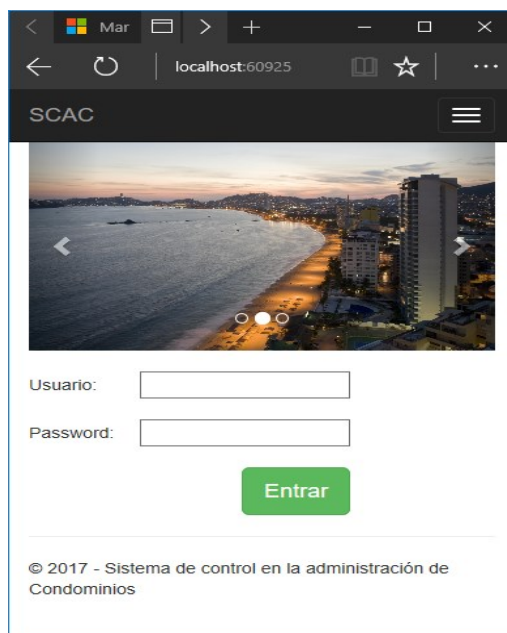 Mar
localhost:60925
SCAC
Usuario:
Password:
Entrar
© 2017 - Sistema de control en la administración de
Condominios